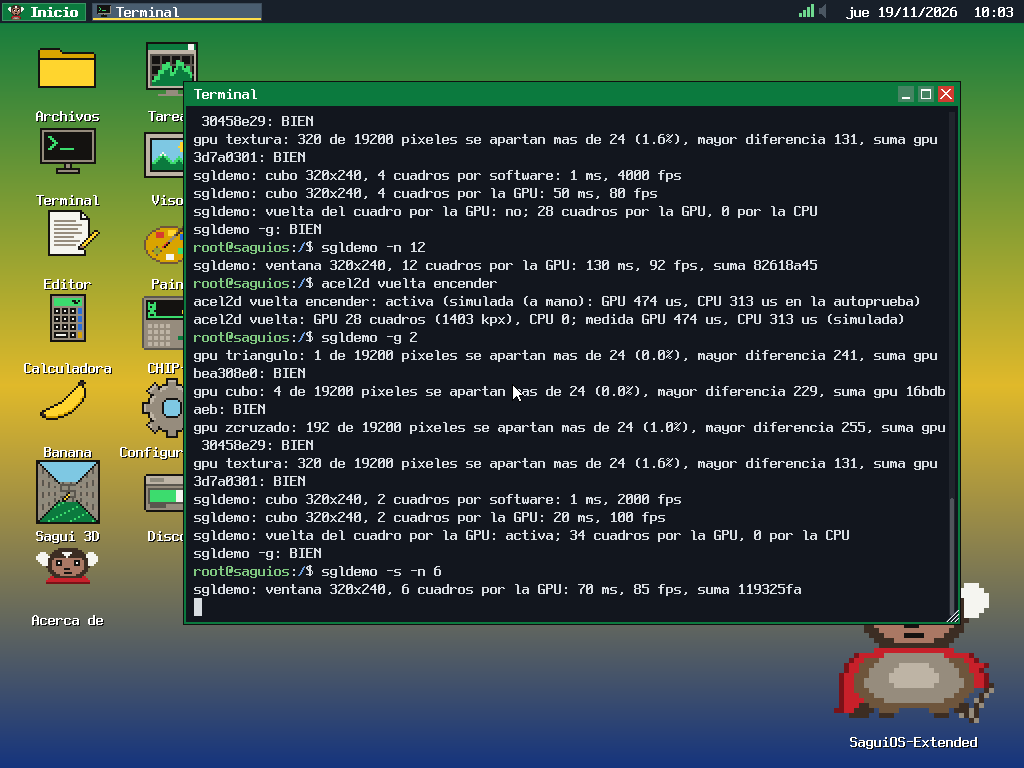 Inicio
Terminal
jue 19/11/2026 10:03
Archivos
Terminal
Editor
Calculadora
Banana
Sagui 3D
Acerca de
Tarea
Viso
Pain
CHIP-
Configur
Disco
Terminal
30458e29: BIEN
gpu textura: 320 de 19200 pixeles se apartan mas de 24 (1.6%), mayor diferencia 131, suma gpu
3d7a0301: BIEN
sgldemo: cubo 320x240, 4 cuadros por software: 1 ms, 4000 fps
sgldemo: cubo 320x240, 4 cuadros por la GPU: 50 ms, 80 fps
sgldemo: vuelta del cuadro por la GPU: no; 28 cuadros por la GPU, 0 por la CPU
sgldemo -g: BIEN
root@saguios:/$ sgldemo -n 12
sgldemo: ventana 320x240, 12 cuadros por la GPU: 130 ms, 92 fps, suma 82618a45
root@saguios:/$ acel2d vuelta encender
acel2d vuelta encender: activa (simulada (a mano): GPU 474 us, CPU 313 us en la autoprueba)
acel2d vuelta: GPU 28 cuadros (1403 kpx), CPU 0; medida GPU 474 us, CPU 313 us (simulada)
root@saguios:/$ sgldemo -g 2
gpu triangulo: 1 de 19200 pixeles se apartan mas de 24 (0.0%), mayor diferencia 241, suma gpu
bea308e0: BIEN
gpu cubo: 4 de 19200 pixeles se apartan mas de 24 (0.0%), mayor diferencia 229, suma gpu 16bdb
aeb: BIEN
gpu zcruzado: 192 de 19200 pixeles se apartan mas de 24 (1.0%), mayor diferencia 255, suma gpu
30458e29: BIEN
gpu textura: 320 de 19200 pixeles se apartan mas de 24 (1.6%), mayor diferencia 131, suma gpu
3d7a0301: BIEN
sgldemo: cubo 320x240, 2 cuadros por software: 1 ms, 2000 fps
sgldemo: cubo 320x240, 2 cuadros por la GPU: 20 ms, 100 fps
sgldemo: vuelta del cuadro por la GPU: activa; 34 cuadros por la GPU, 0 por la CPU
sgldemo -g: BIEN
root@saguios:/$ sgldemo -s -n 6
sgldemo: ventana 320x240, 6 cuadros por la GPU: 70 ms, 85 fps, suma 119325fa
SaguiOS-Extended